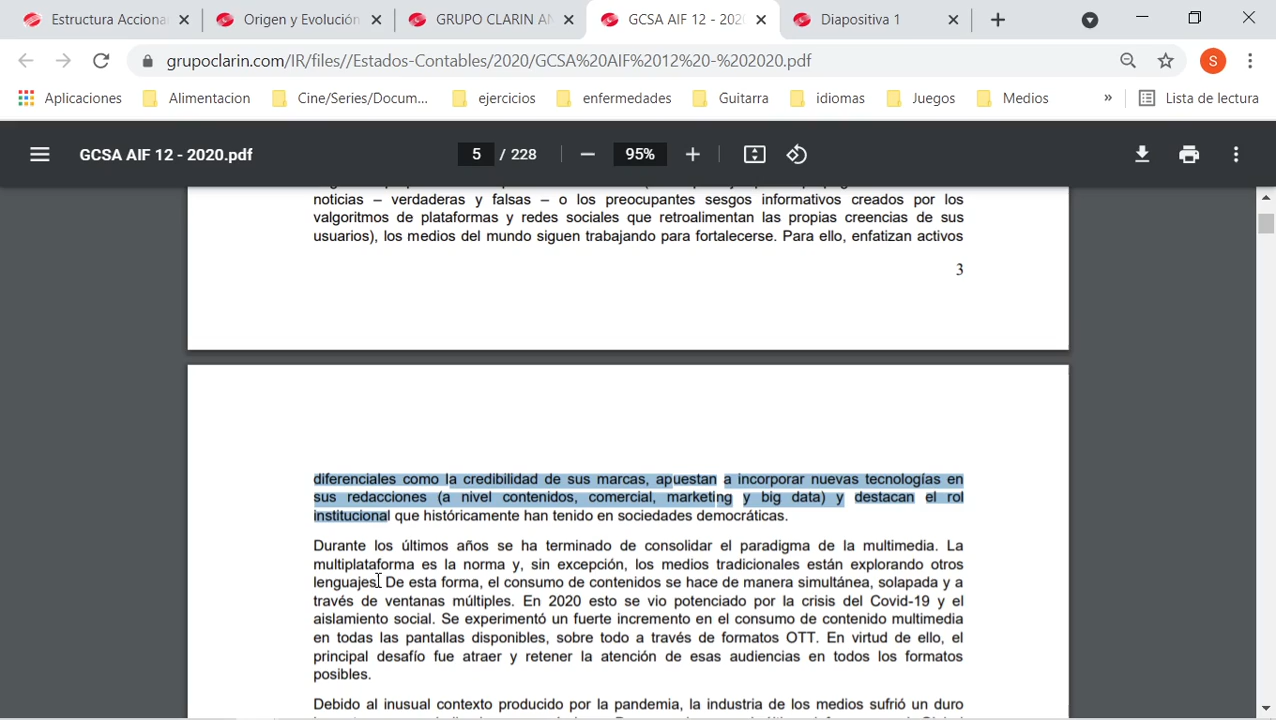 Estructura Acciona
Origen y Evolución
GRUPO CLARIN AN
GCSA AIF 12 - 202
Diapositiva 1
grupoclarin.com/IR/files//Estados-Contables/2020/GCSA%20AIF%2012%20-%202020.pdf
S
Aplicaciones
Alimentacion
Cine/Series/Docum...
ejercicios
enfermedades
Guitarra
idiomas
Juegos
Medios
»
Lista de lectura
GCSA AIF 12 - 2020.pdf
5 / 228
95%
noticias – verdaderas y falsas – o los preocupantes sesgos informativos creados por los
valgoritmos de plataformas y redes sociales que retroalimentan las propias creencias de sus
usuarios), los medios del mundo siguen trabajando para fortalecerse. Para ello, enfatizan activos
3
diferenciales como la credibilidad de sus marcas, apuestan a incorporar nuevas tecnologías en
sus redacciones (a nivel contenidos, comercial, marketing y big data) y destacan el rol
institucional que históricamente han tenido en sociedades democráticas.
Durante los últimos años se ha terminado de consolidar el paradigma de la multimedia. La
multiplataforma es la norma y, sin excepción, los medios tradicionales están explorando otros
lenguajes. De esta forma, el consumo de contenidos se hace de manera simultánea, solapada y a
través de ventanas múltiples. En 2020 esto se vio potenciado por la crisis del Covid-19 y el
aislamiento social. Se experimentó un fuerte incremento en el consumo de contenido multimedia
en todas las pantallas disponibles, sobre todo a través de formatos OTT. En virtud de ello, el
principal desafío fue atraer y retener la atención de esas audiencias en todos los formatos
posibles.
Debido al inusual contexto producido por la pandemia, la industria de los medios sufrió un duro